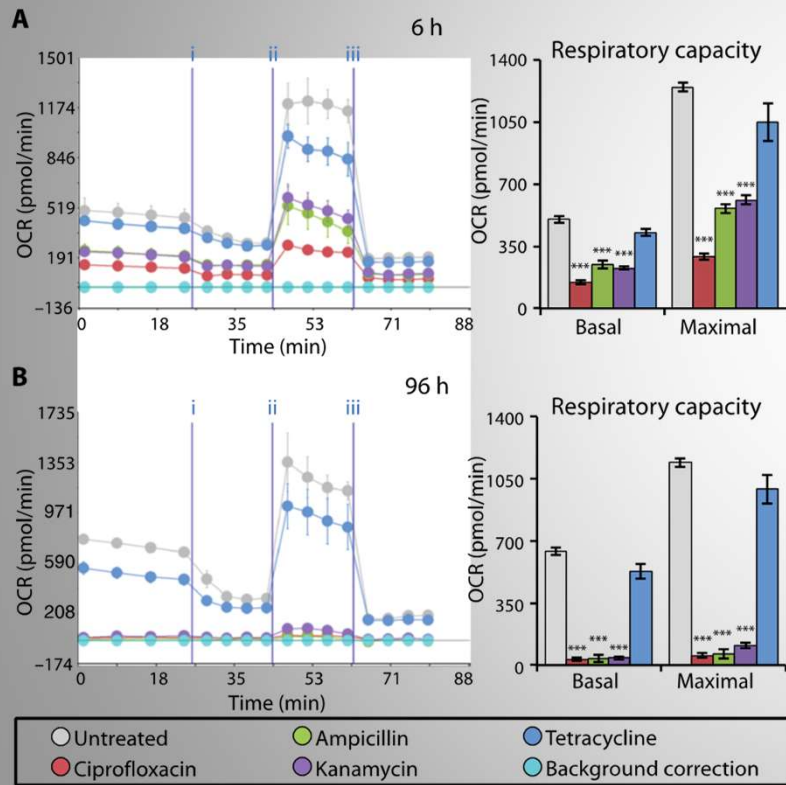 A
6 h
i ii iii
Respiratory capacity
OCR (pmol/min)
1501
1174
846
519
191
−136
0 18 35 53 71 88
Time (min)
OCR (pmol/min)
1400
1050
700
350
0
*** *** ***
*** *** ***
Basal Maximal
B
96 h
i ii iii
Respiratory capacity
OCR (pmol/min)
1735
1353
971
590
208
−174
0 18 35 53 71 88
Time (min)
OCR (pmol/min)
1400
1050
700
350
0
*** *** ***
*** *** ***
Basal Maximal
Untreated Ampicillin Tetracycline
Ciprofloxacin Kanamycin Background correction